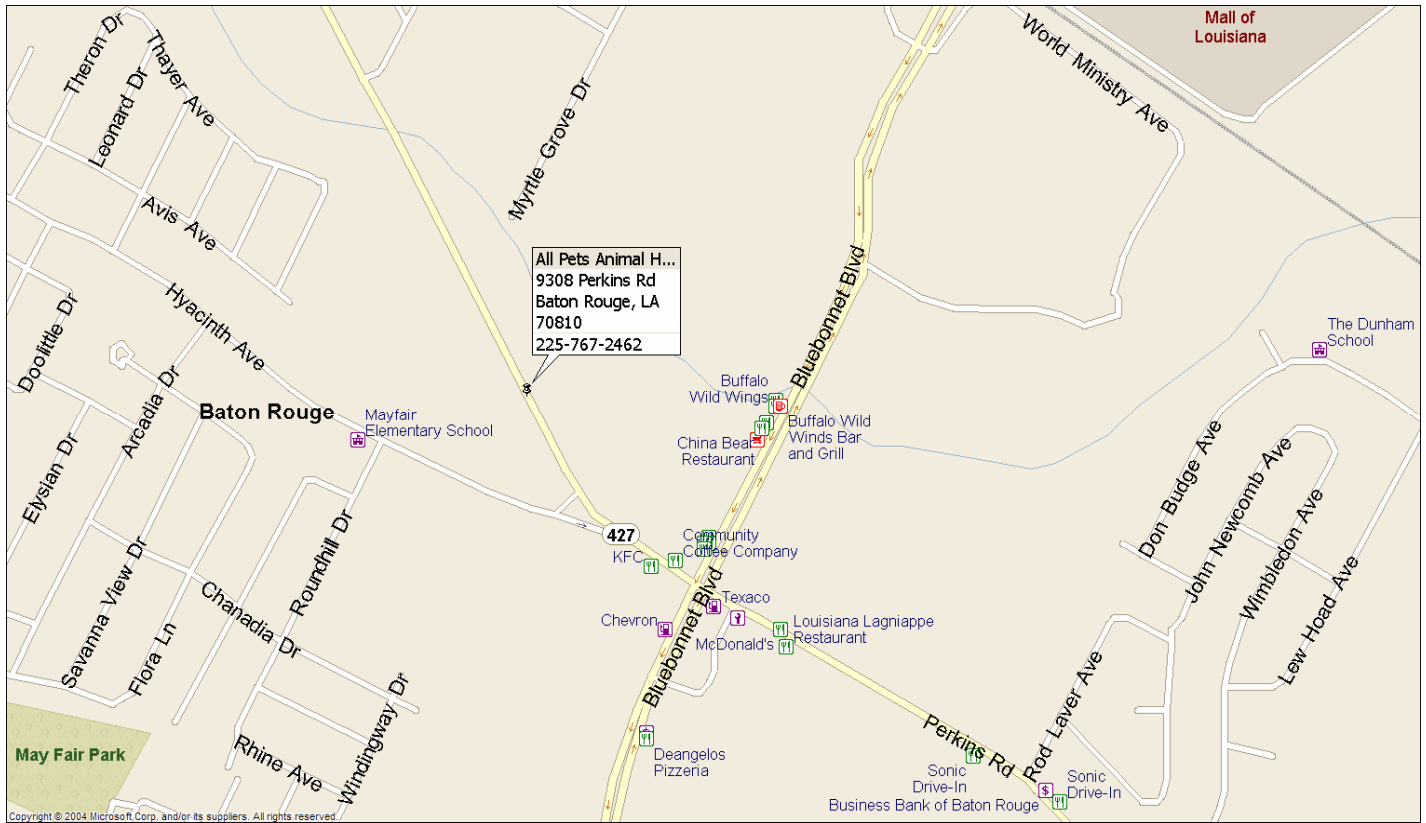 Mall of
Louisiana
Theron Dr
Thayer Ave
Leonard Dr
World Ministry Ave
Myrtle Grove Dr
Avis Ave
All Pets Animal H...
9308 Perkins Rd
Baton Rouge, LA
70810
225-767-2462
Hyacinth Ave
Doolittle Dr
Bluebonnet Blvd
The Dunham
School
Arcadia Dr
Baton Rouge
Mayfair
Elementary School
Buffalo
Wild Wings
Buffalo Wild
Winds Bar
and Grill
China Bear
Restaurant
Elysian Dr
Don Budge Ave
John Newcomb Ave
Wimbledon Ave
Lew Hoad Ave
427
KFC
Community
Coffee Company
Roundhill Dr
Savanna View Dr
Flora Ln
Chanadia Dr
Bluebonnet Blvd
Texaco
Chevron
McDonald's
Louisiana Lagniappe
Restaurant
Rod Laver Ave
May Fair Park
Rhine Ave
Windingway Dr
Deangelos
Pizzeria
Perkins Rd
Sonic
Drive-In
Business Bank of Baton Rouge
$
Sonic
Drive-In
Copyright © 2004 Microsoft Corp. and/or its suppliers. All rights reserved.